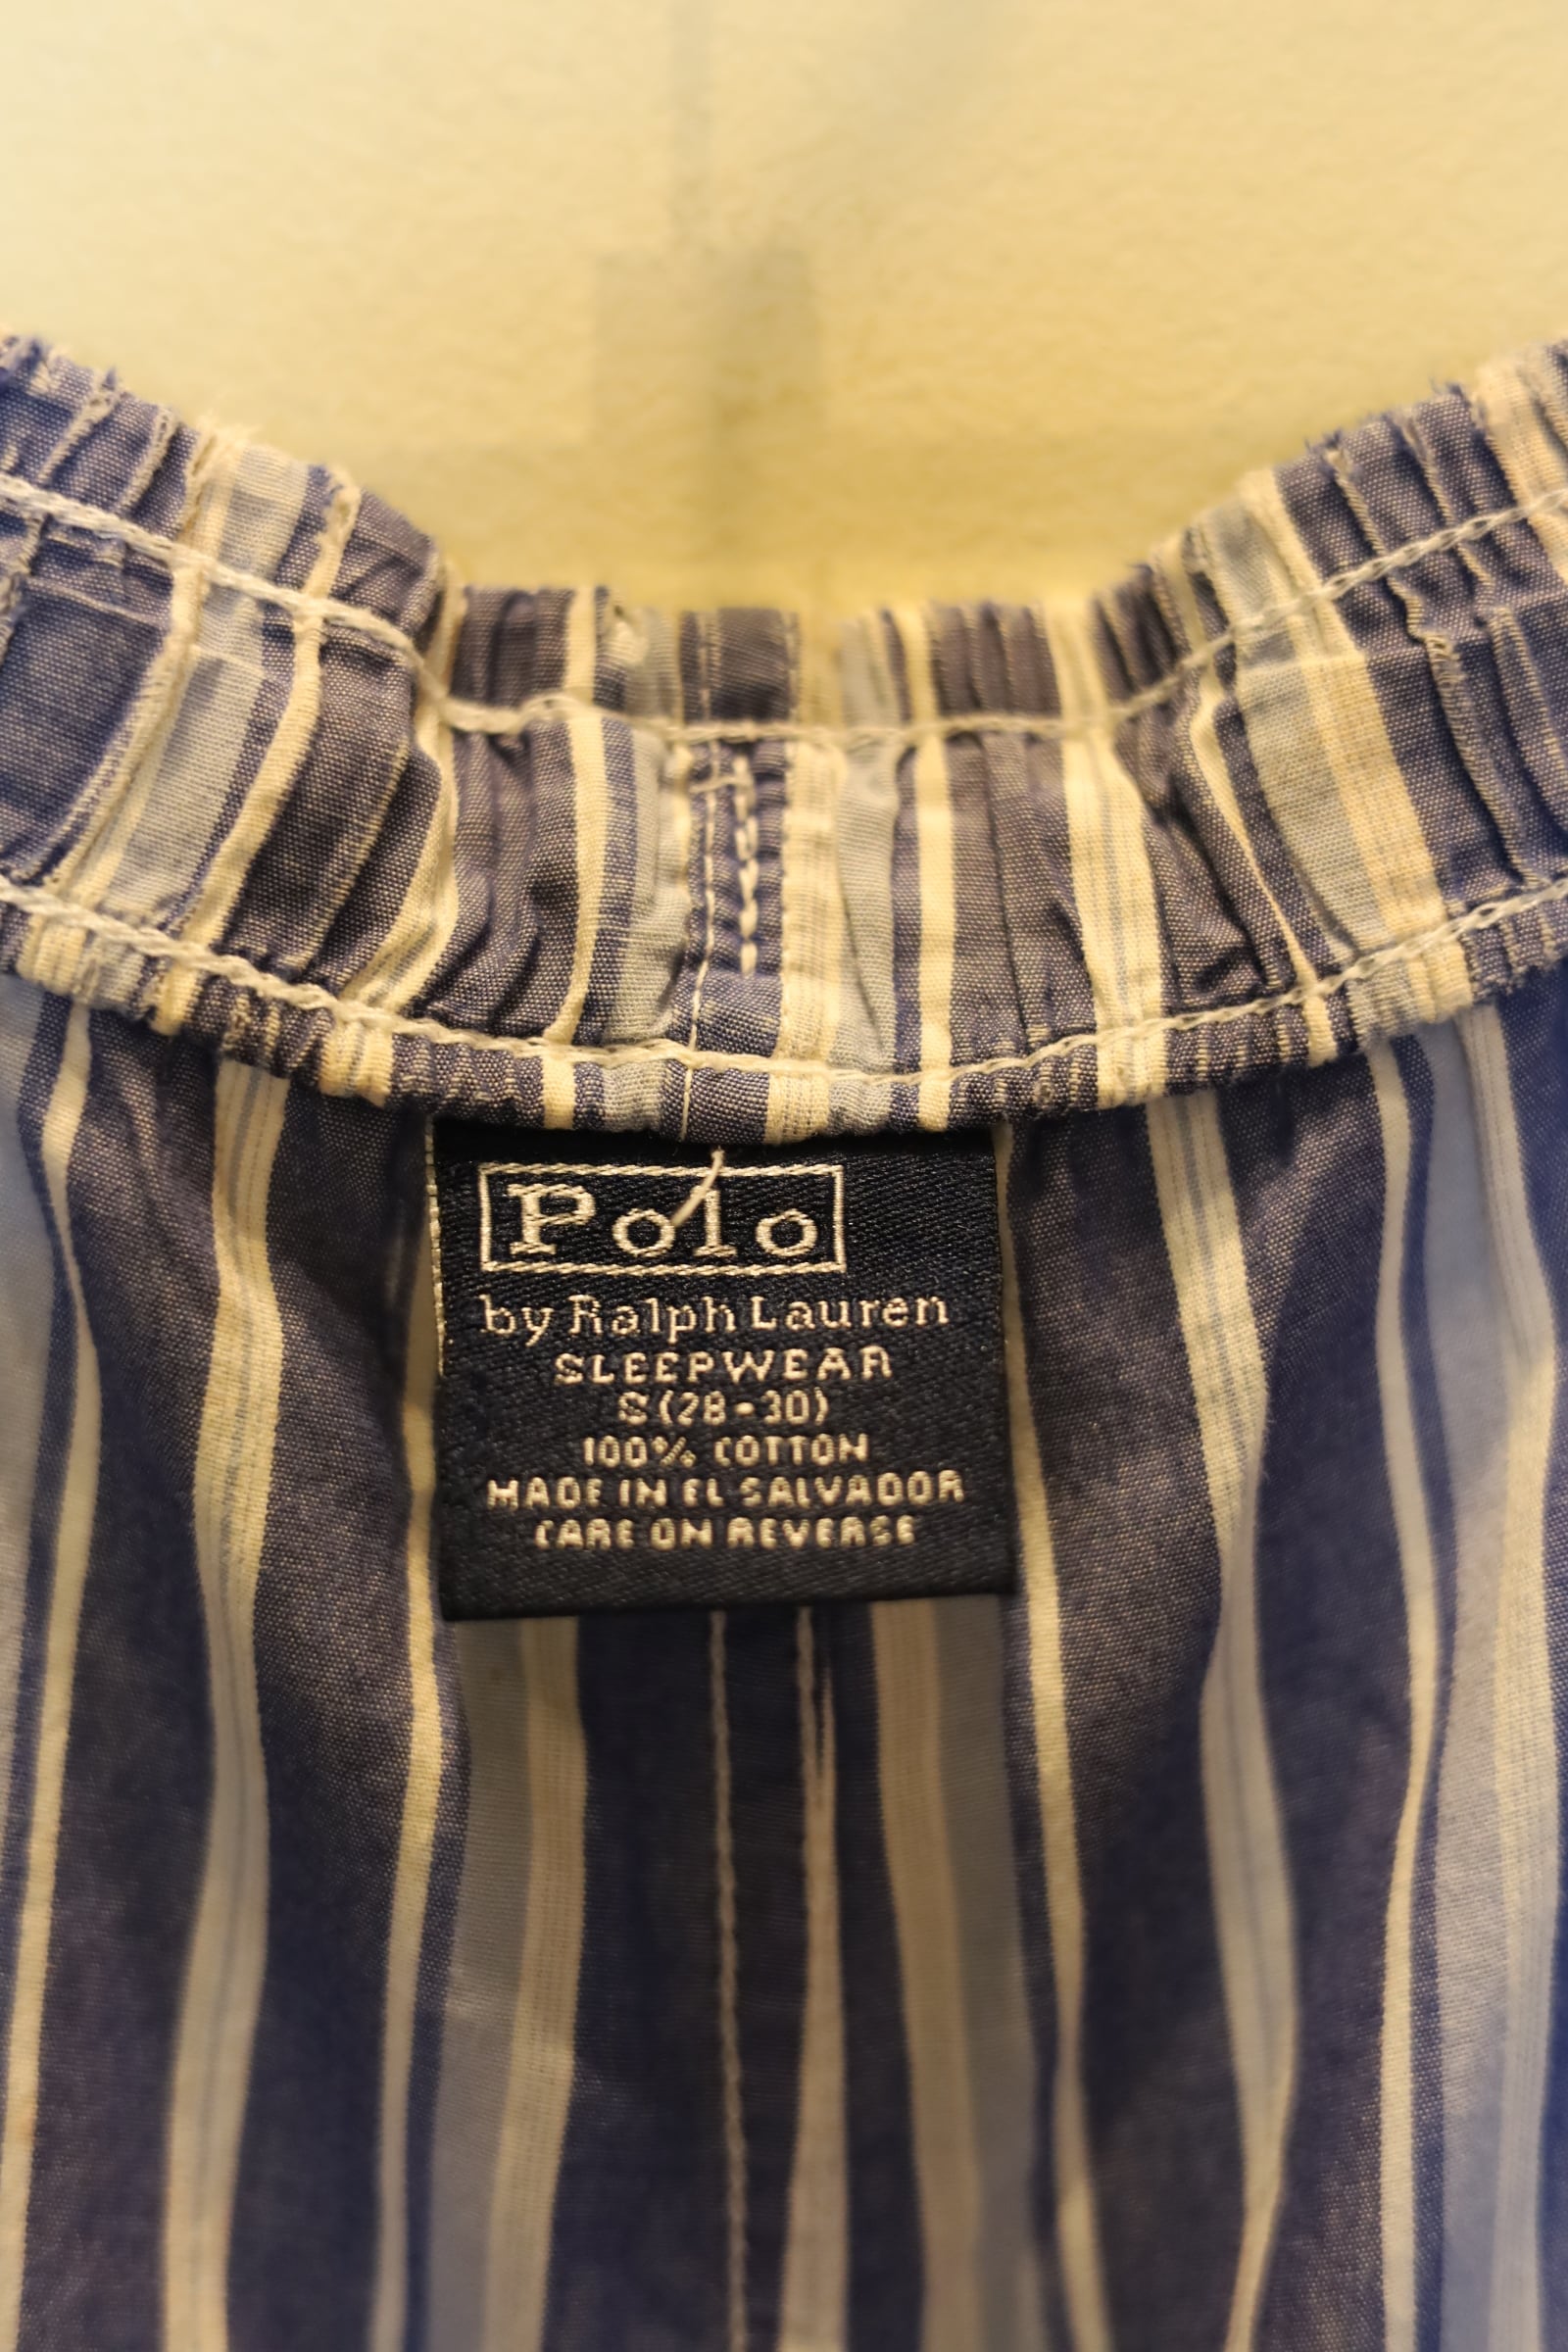 Polo
by Ralph Lauren
SLEEPWEAR
S (28-30)
100% COTTON
MADE IN EL SALVADOR
CARE ON REVERSE